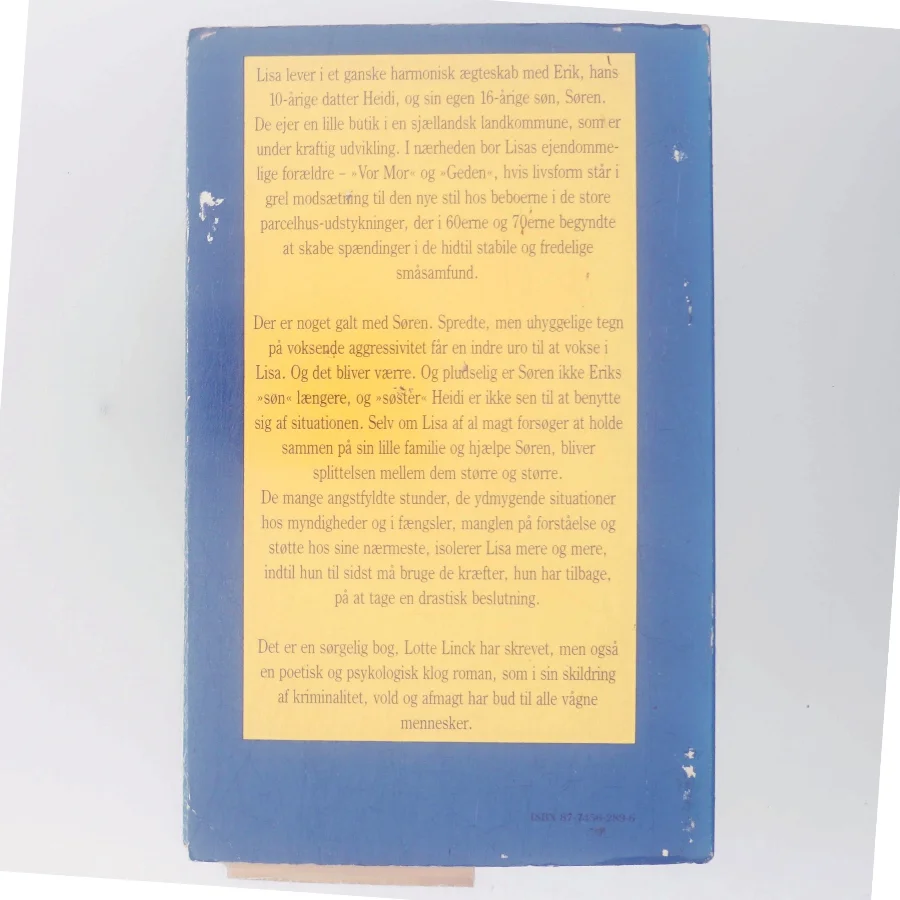 Lisa lever i et ganske harmonisk ægteskab med Erik, hans
10-årige datter Heidi, og sin egen 16-årige søn, Søren.
De ejer en lille butik i en sjællandsk landkommune, som er
under kraftig udvikling. I nærheden bor Lisas ejendomme-
lige forældre – »Vor Mor« og »Geden«, hvis livsform står i
grel modsætning til den nye stil hos beboerne i de store
parcelhus-udstykninger, der i 60erne og 70erne begyndte
at skabe spændinger i de hidtil stabile og fredelige
småsamfund.
Der er noget galt med Søren. Spredte, men uhyggelige tegn
på voksende aggressivitet får en indre uro til at vokse i
Lisa. Og det bliver værre. Og pludselig er Søren ikke Eriks
»søn« længere, og »søster« Heidi er ikke sen til at benytte
sig af situationen. Selv om Lisa af al magt forsøger at holde
sammen på sin lille familie og hjælpe Søren, bliver
splittelsen mellem dem større og større.
De mange angstfyldte stunder, de ydmygende situationer
hos myndigheder og i fængsler, manglen på forståelse og
støtte hos sine nærmeste, isolerer Lisa mere og mere,
indtil hun til sidst må bruge de kræfter, hun har tilbage,
på at tage en drastisk beslutning.
Det er en sørgelig bog, Lotte Linck har skrevet, men også
en poetisk og psykologisk klog roman, som i sin skildring
af kriminalitet, vold og afmagt har bud til alle vågne
mennesker.
ISBN